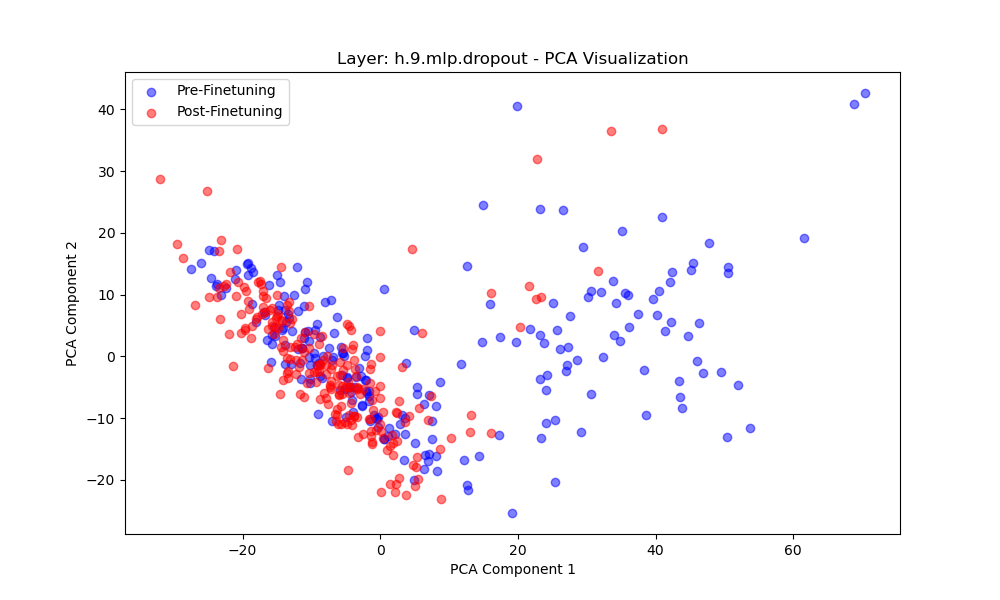 Layer: h.9.mlp.dropout - PCA Visualization
Pre-Finetuning
Post-Finetuning
PCA Component 2
40
30
20
10
0
−10
−20
−20
0
20
40
60
PCA Component 1